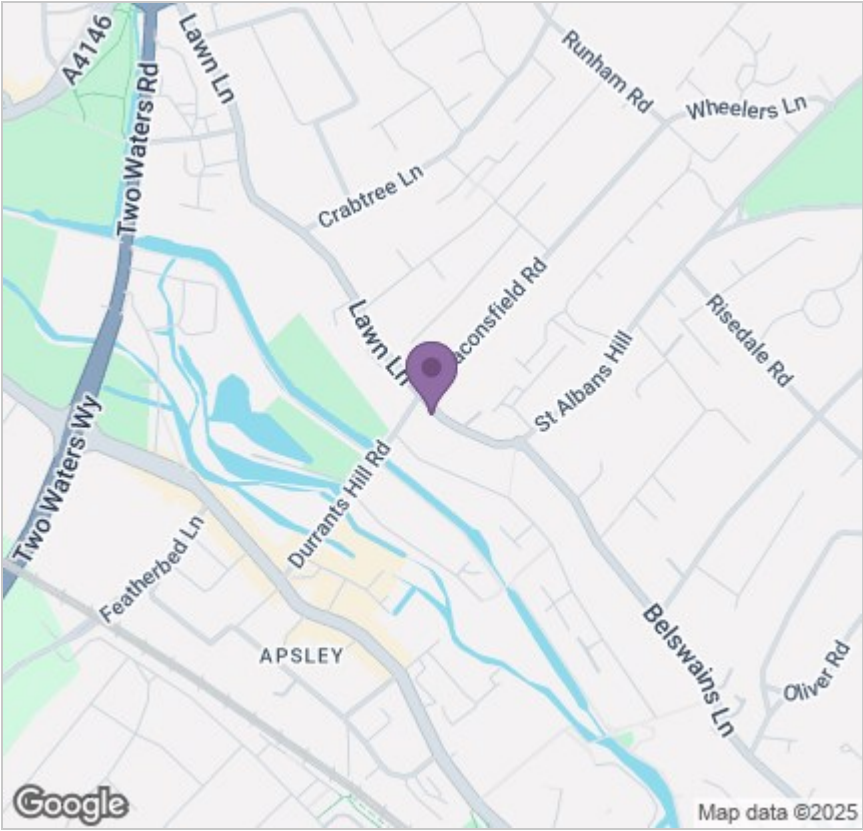 A4146
Lawn Ln
Two Waters Rd
Runham Rd
Wheelers Ln
Crabtree Ln
aconsfield Rd
Lawn Ln
Risedale Rd
St Albans Hill
Two Waters Wy
Durrants Hill Rd
Featherbed Ln
APSLEY
Belswains Ln
Oliver Rd
Google
Map data ©2025